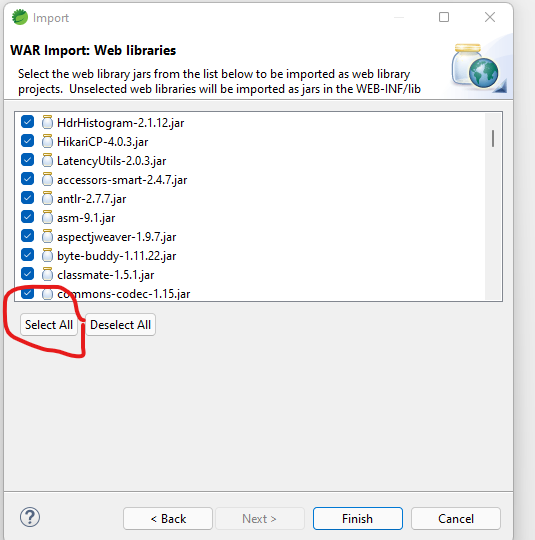 Import
WAR Import: Web libraries
Select the web library jars from the list below to be imported as web library
projects. Unselected web libraries will be imported as jars in the WEB-INF/lib
HdrHistogram-2.1.12.jar
HikariCP-4.0.3.jar
LatencyUtils-2.0.3.jar
accessors-smart-2.4.7.jar
antlr-2.7.7.jar
asm-9.1.jar
aspectjweaver-1.9.7.jar
byte-buddy-1.11.22.jar
classmate-1.5.1.jar
commons-codec-1.15.jar
Select All Deselect All
? < Back Next > Finish Cancel